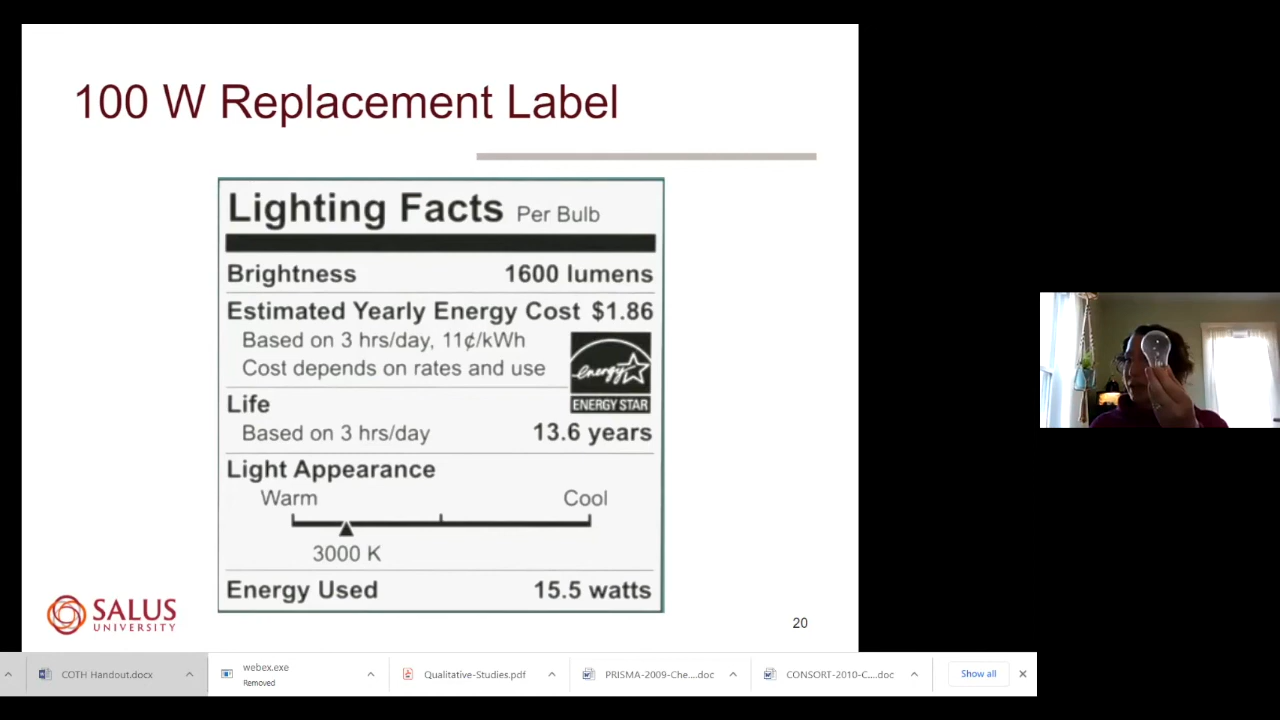 100 W Replacement Label
Lighting Facts Per Bulb
Brightness 1600 lumens
Estimated Yearly Energy Cost $1.86
Based on 3 hrs/day, 11¢/kWh
Cost depends on rates and use
energy
ENERGY STAR
Life
Based on 3 hrs/day 13.6 years
Light Appearance
Warm Cool
3000 K
Energy Used 15.5 watts
SALUS
UNIVERSITY
20
COTH Handout.docx
webex.exe
Removed
Qualitative-Studies.pdf
PRISMA-2009-Che....doc
CONSORT-2010-C....doc
Show all